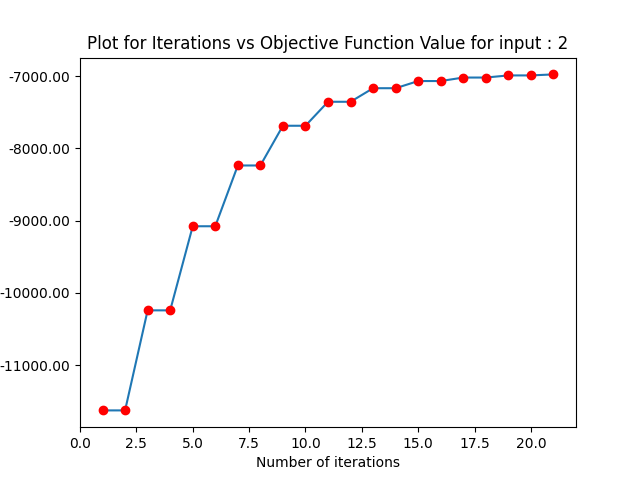 Plot for Iterations vs Objective Function Value for input : 2
-7000.00
-8000.00
-9000.00
-10000.00
-11000.00
0.0 2.5 5.0 7.5 10.0 12.5 15.0 17.5 20.0
Number of iterations